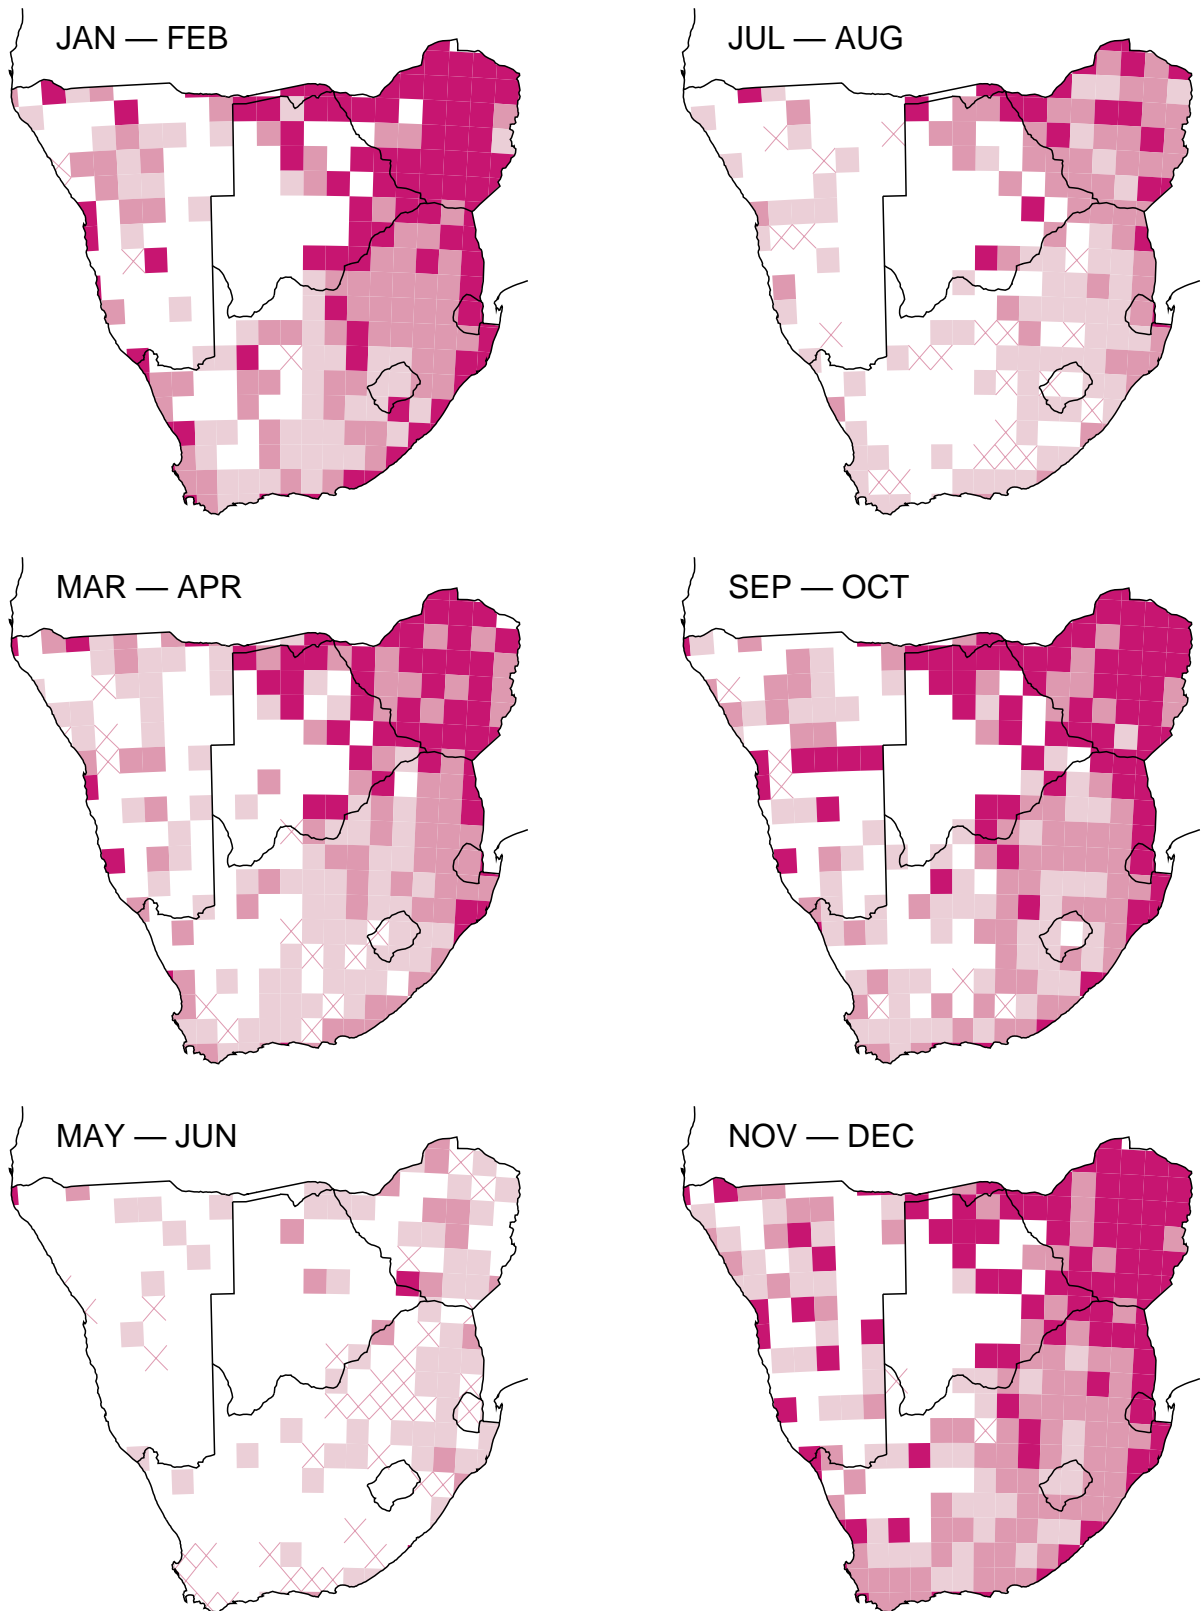 JAN — FEB
JUL — AUG
MAR — APR
SEP — OCT
MAY — JUN
NOV — DEC